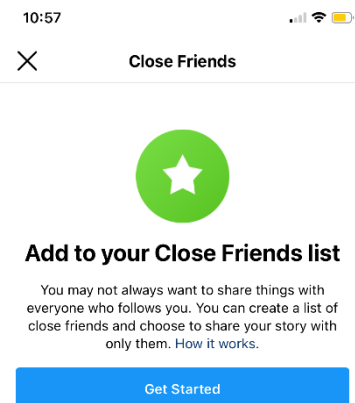 10:57
Close Friends
Add to your Close Friends list
You may not always want to share things with
everyone who follows you. You can create a list of
close friends and choose to share your story with
only them. How it works.
Get Started